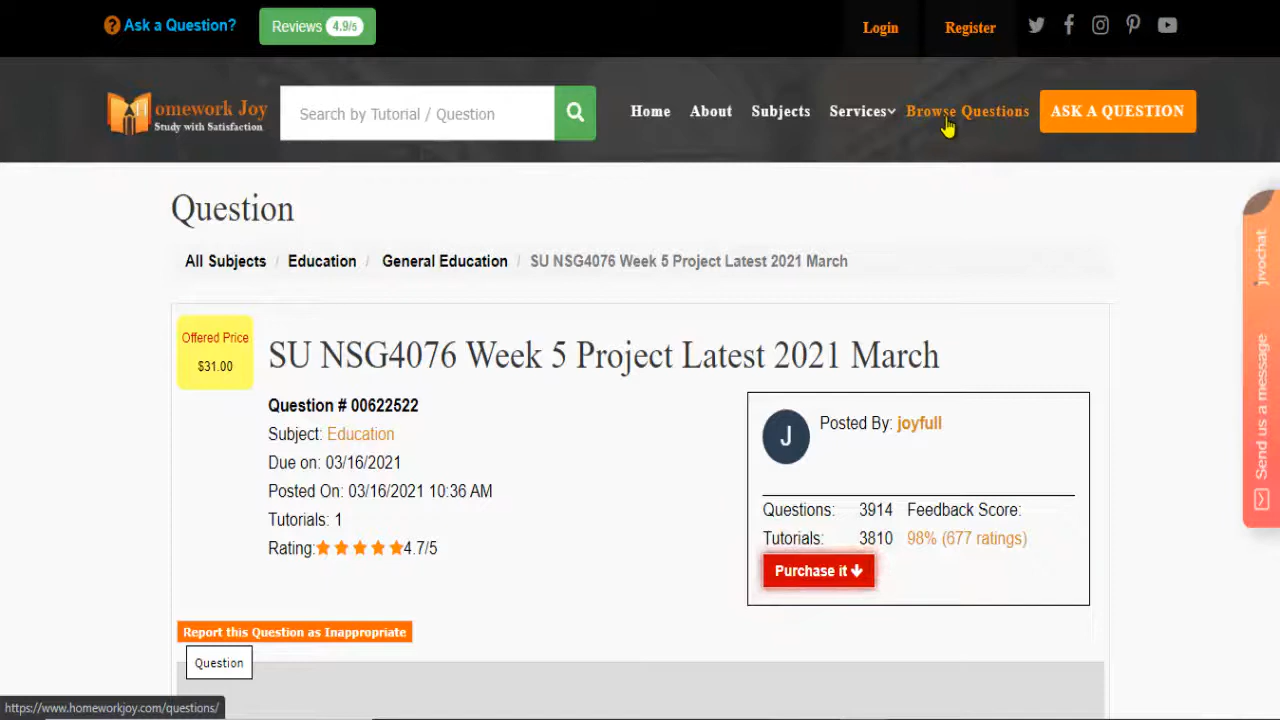 Ask a Question?
Reviews 4.9/5
Login
Register
Homework Joy
Study with Satisfaction
Search by Tutorial / Question
Home
About
Subjects
Services
Browse Questions
ASK A QUESTION
Question
All Subjects / Education / General Education / SU NSG4076 Week 5 Project Latest 2021 March
Offered Price
$31.00
SU NSG4076 Week 5 Project Latest 2021 March
Question # 00622522
Subject: Education
Due on: 03/16/2021
Posted On: 03/16/2021 10:36 AM
Tutorials: 1
Rating: 4.7/5
J
Posted By: joyfull
Questions: 3914 Feedback Score:
Tutorials: 3810 98% (677 ratings)
Purchase it
Report this Question as Inappropriate
Question
jivochat
Send us a message
https://www.homeworkjoy.com/questions/